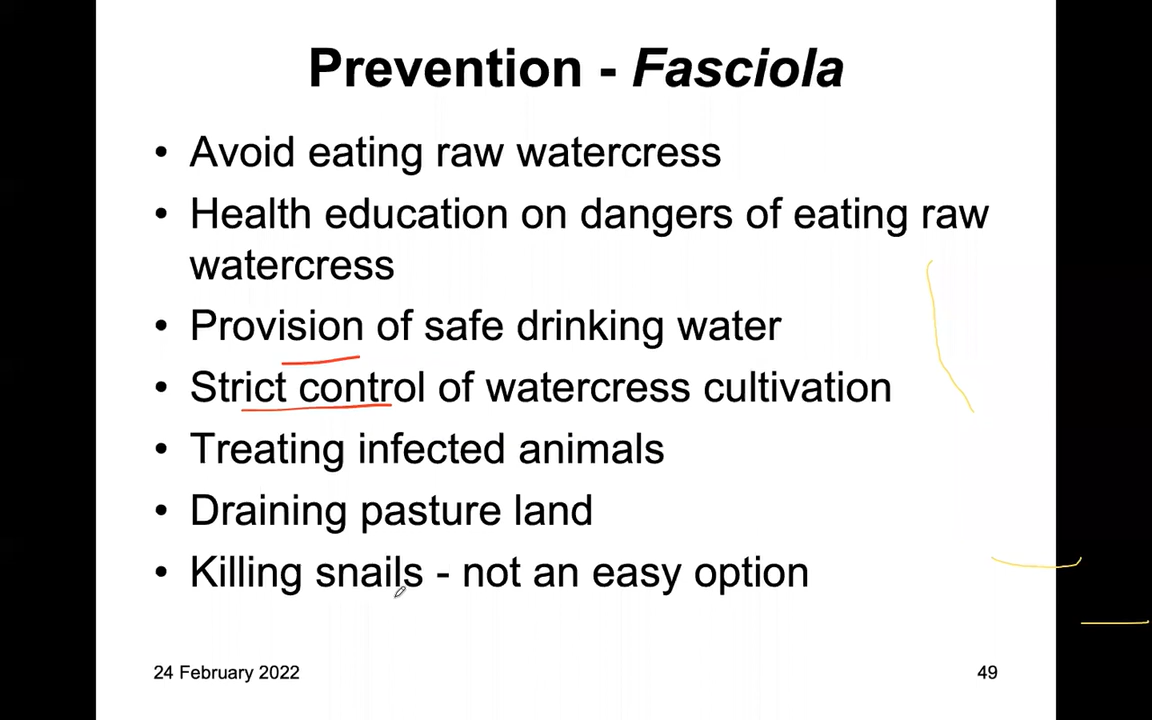 Prevention - Fasciola
• Avoid eating raw watercress
• Health education on dangers of eating raw
watercress
• Provision of safe drinking water
• Strict control of watercress cultivation
• Treating infected animals
• Draining pasture land
• Killing snails - not an easy option
24 February 2022
49